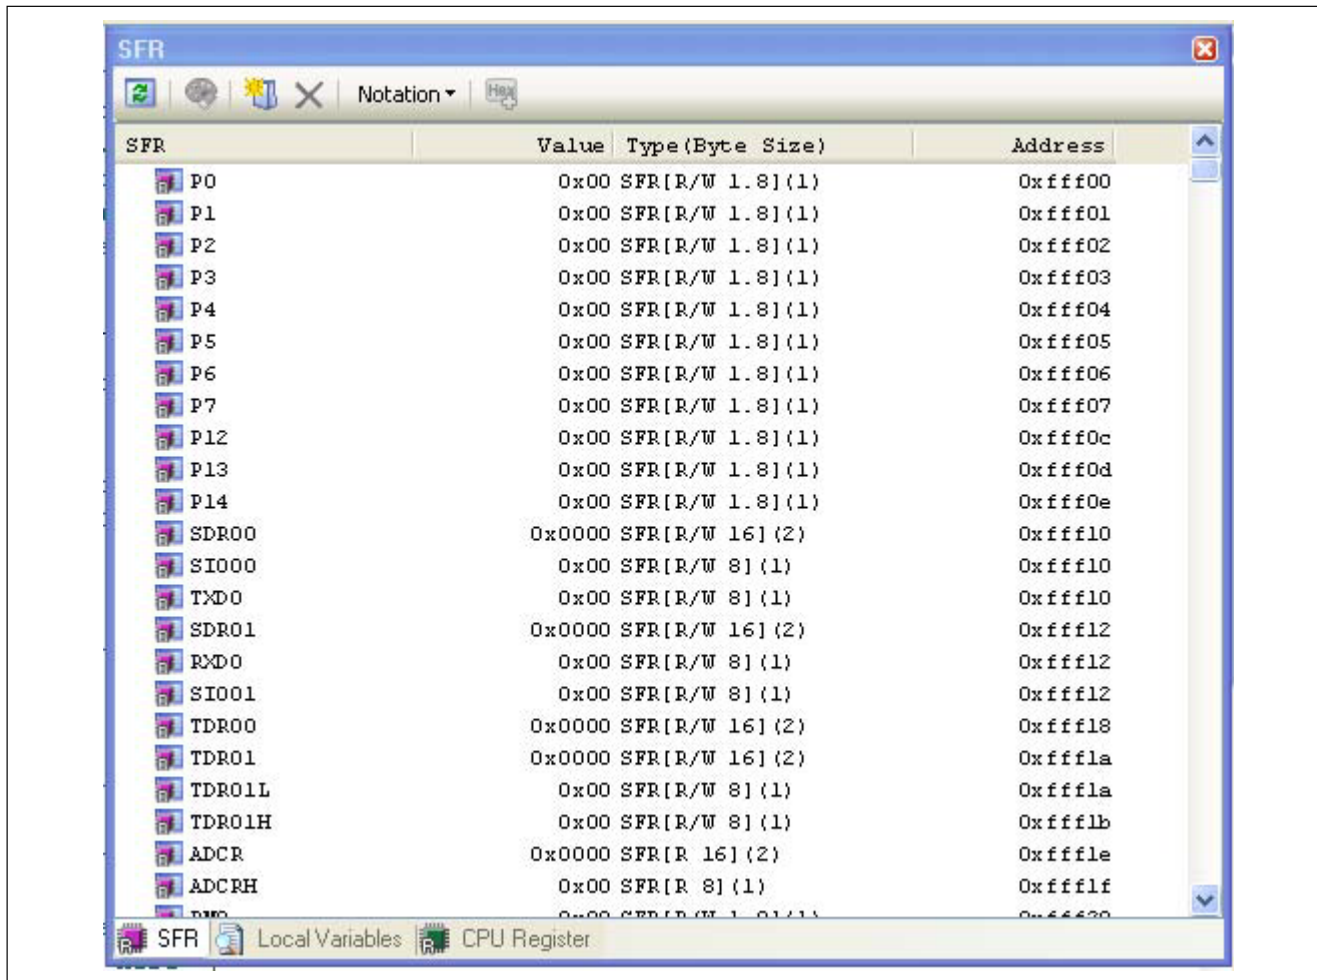 SFR
Notation
Hex
SFR Value Type(Byte Size) Address
P0 0x00 SFR[R/W 1.8](1) 0xfff00
P1 0x00 SFR[R/W 1.8](1) 0xfff01
P2 0x00 SFR[R/W 1.8](1) 0xfff02
P3 0x00 SFR[R/W 1.8](1) 0xfff03
P4 0x00 SFR[R/W 1.8](1) 0xfff04
P5 0x00 SFR[R/W 1.8](1) 0xfff05
P6 0x00 SFR[R/W 1.8](1) 0xfff06
P7 0x00 SFR[R/W 1.8](1) 0xfff07
P12 0x00 SFR[R/W 1.8](1) 0xfff0c
P13 0x00 SFR[R/W 1.8](1) 0xfff0d
P14 0x00 SFR[R/W 1.8](1) 0xfff0e
SDR00 0x0000 SFR[R/W 16](2) 0xfff10
SIO00 0x00 SFR[R/W 8](1) 0xfff10
TXD0 0x00 SFR[R/W 8](1) 0xfff10
SDR01 0x0000 SFR[R/W 16](2) 0xfff12
RXD0 0x00 SFR[R/W 8](1) 0xfff12
SIO01 0x00 SFR[R/W 8](1) 0xfff12
TDR00 0x0000 SFR[R/W 16](2) 0xfff18
TDR01 0x0000 SFR[R/W 16](2) 0xfff1a
TDR01L 0x00 SFR[R/W 8](1) 0xfff1a
TDR01H 0x00 SFR[R/W 8](1) 0xfff1b
ADCR 0x0000 SFR[R 16](2) 0xfff1e
ADCRH 0x00 SFR[R 8](1) 0xfff1f
SFR Local Variables CPU Register